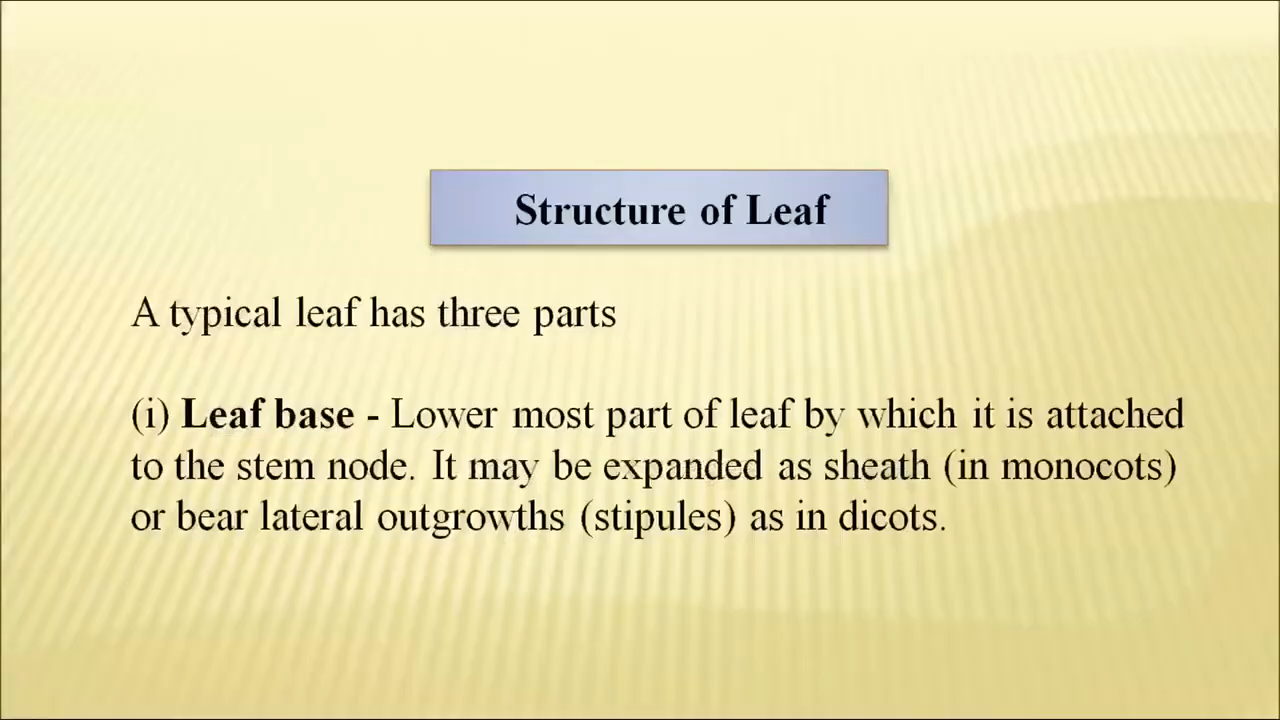 Structure of Leaf
A typical leaf has three parts
(i) Leaf base - Lower most part of leaf by which it is attached
to the stem node. It may be expanded as sheath (in monocots)
or bear lateral outgrowths (stipules) as in dicots.